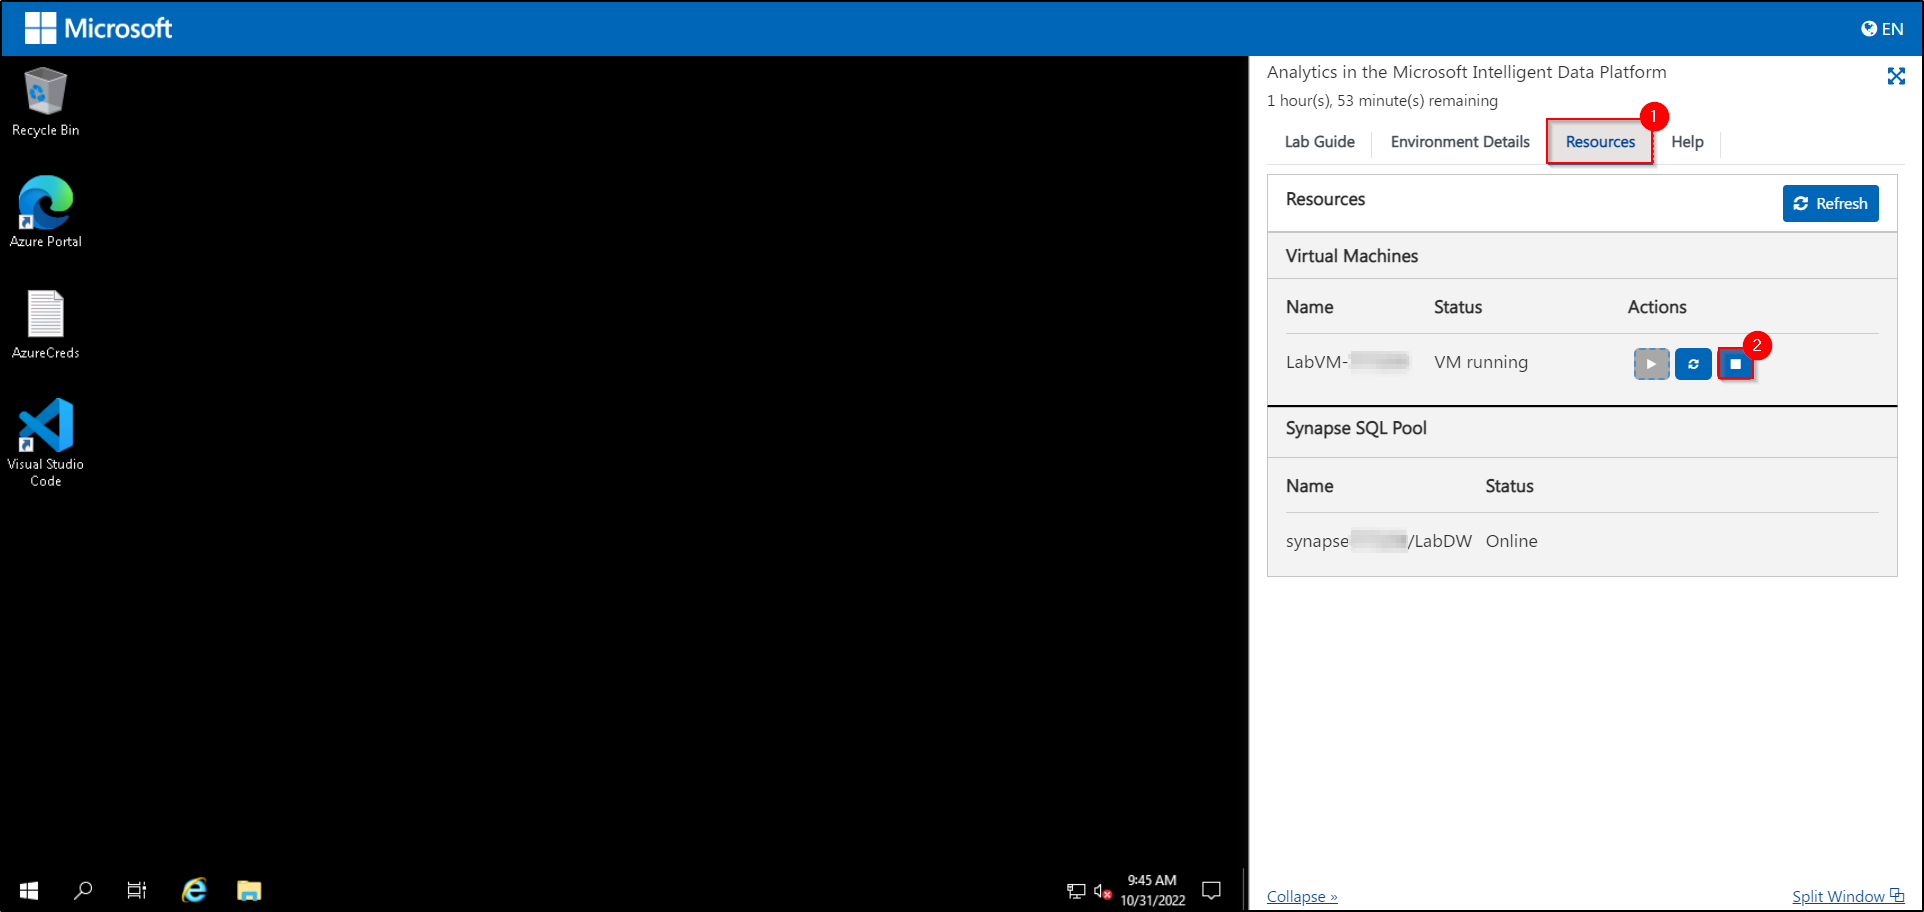 Microsoft
EN
Recycle Bin
Azure Portal
AzureCreds
Visual Studio
Code
Analytics in the Microsoft Intelligent Data Platform
1 hour(s), 53 minute(s) remaining
1
Lab Guide Environment Details Resources Help
Resources Refresh
Virtual Machines
Name Status Actions
2
LabVM- VM running
Synapse SQL Pool
Name Status
synapse /LabDW Online
9:45 AM
10/31/2022
Collapse » Split Window